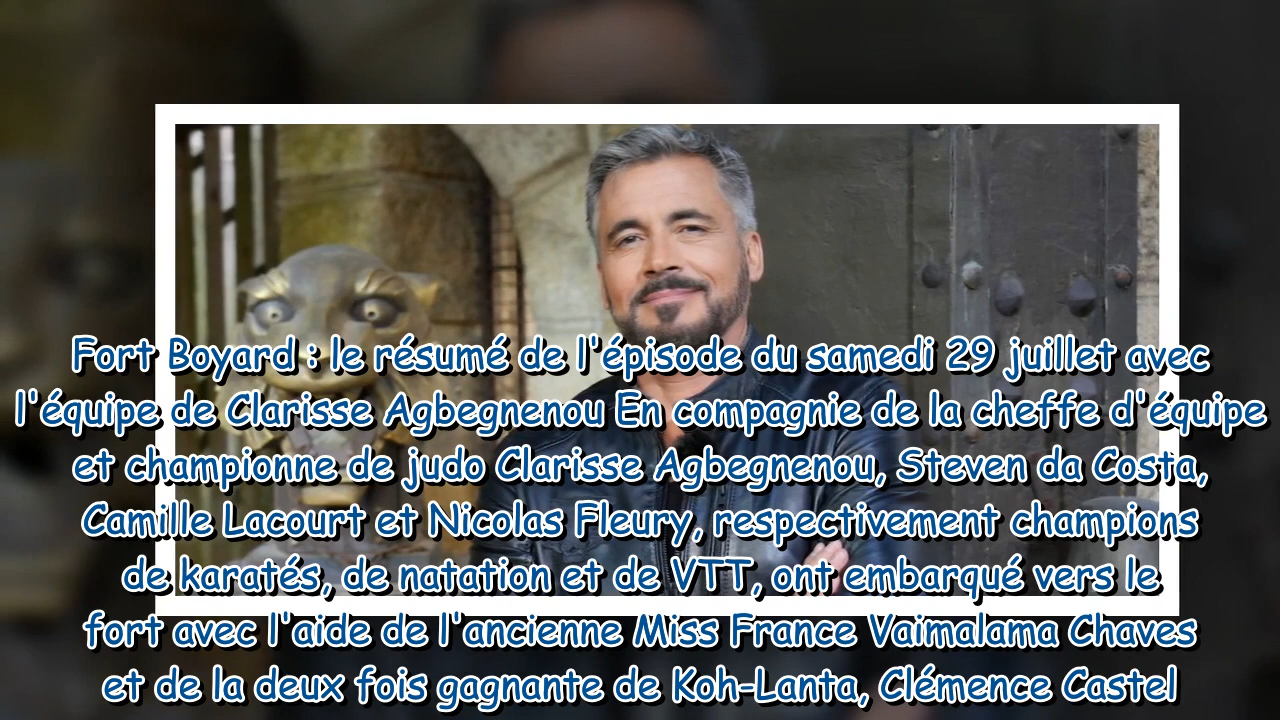 Fort Boyard : le résumé de l'épisode du samedi 29 juillet avec
l'équipe de Clarisse Agbegnenou En compagnie de la cheffe d'équipe
et championne de judo Clarisse Agbegnenou, Steven da Costa,
Camille Lacourt et Nicolas Fleury, respectivement champions
de karatés, de natation et de VTT, ont embarqué vers le
fort avec l'aide de l'ancienne Miss France Vaimalama Chaves
et de la deux fois gagnante de Koh-Lanta, Clémence Castel